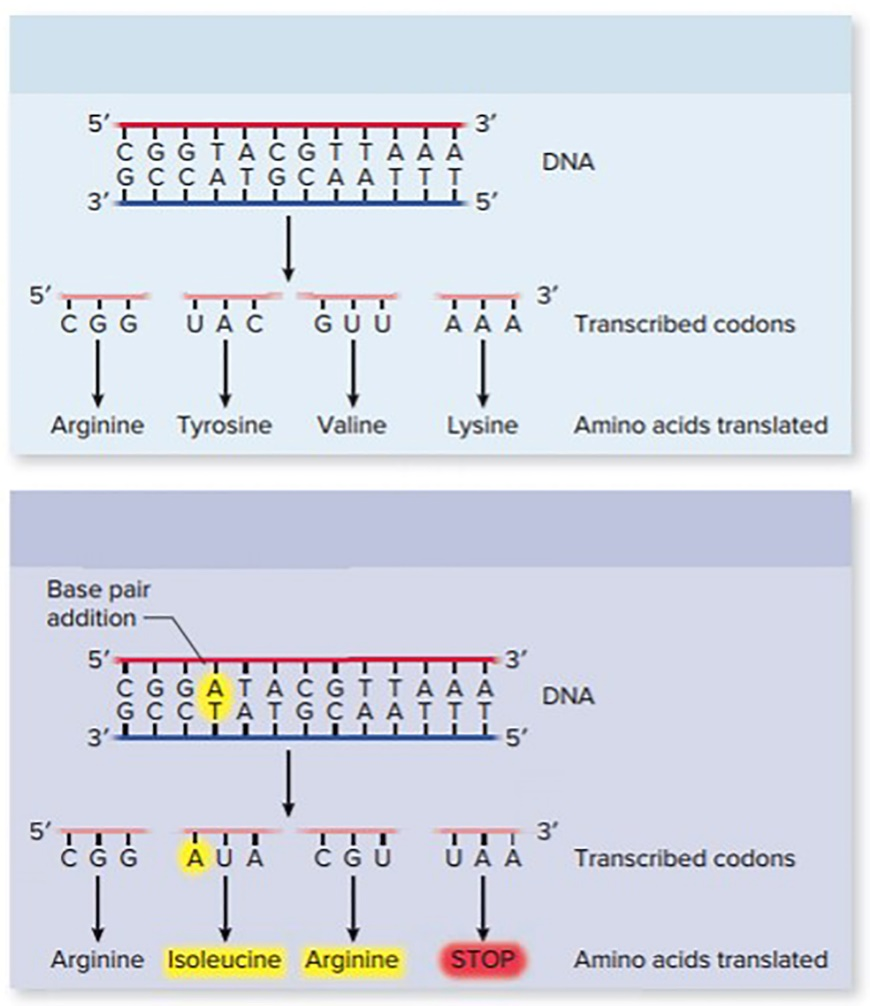 5′ 3′
C G G T A C G T T A A A
DNA
G C C A T G C A A T T T
3′ 5′
5′ 3′
C G G U A C G U U A A A Transcribed codons
Arginine Tyrosine Valine Lysine Amino acids translated
Base pair
addition
5′ 3′
C G G A T A C G T T A A A
DNA
G C C T A T G C A A T T T
3′ 5′
5′ 3′
C G G A U A C G U U A A Transcribed codons
Arginine Isoleucine Arginine STOP Amino acids translated